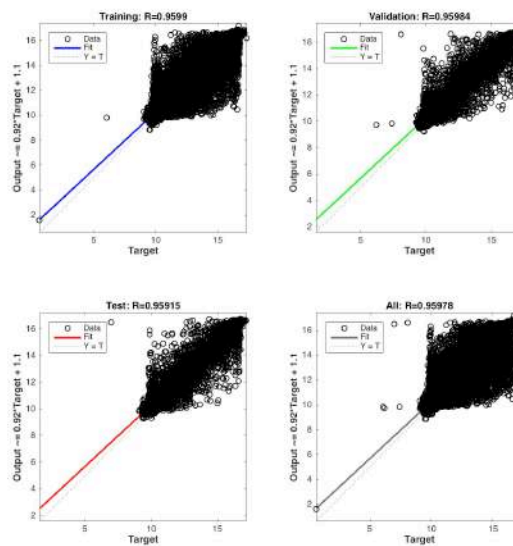 Training: R=0.9599
Output ~= 0.92*Target + 1.1
16
14
12
10
8
6
4
2
Data
Fit
Y = T
5
10
15
Target
Validation: R=0.95984
Output ~= 0.92*Target + 1.1
16
14
12
10
8
6
4
2
Data
Fit
Y = T
5
10
15
Target
Test: R=0.95915
Output ~= 0.92*Target + 1.1
16
14
12
10
8
6
4
2
Data
Fit
Y = T
5
10
15
Target
All: R=0.95978
Output ~= 0.92*Target + 1.1
16
14
12
10
8
6
4
2
Data
Fit
Y = T
5
10
15
Target